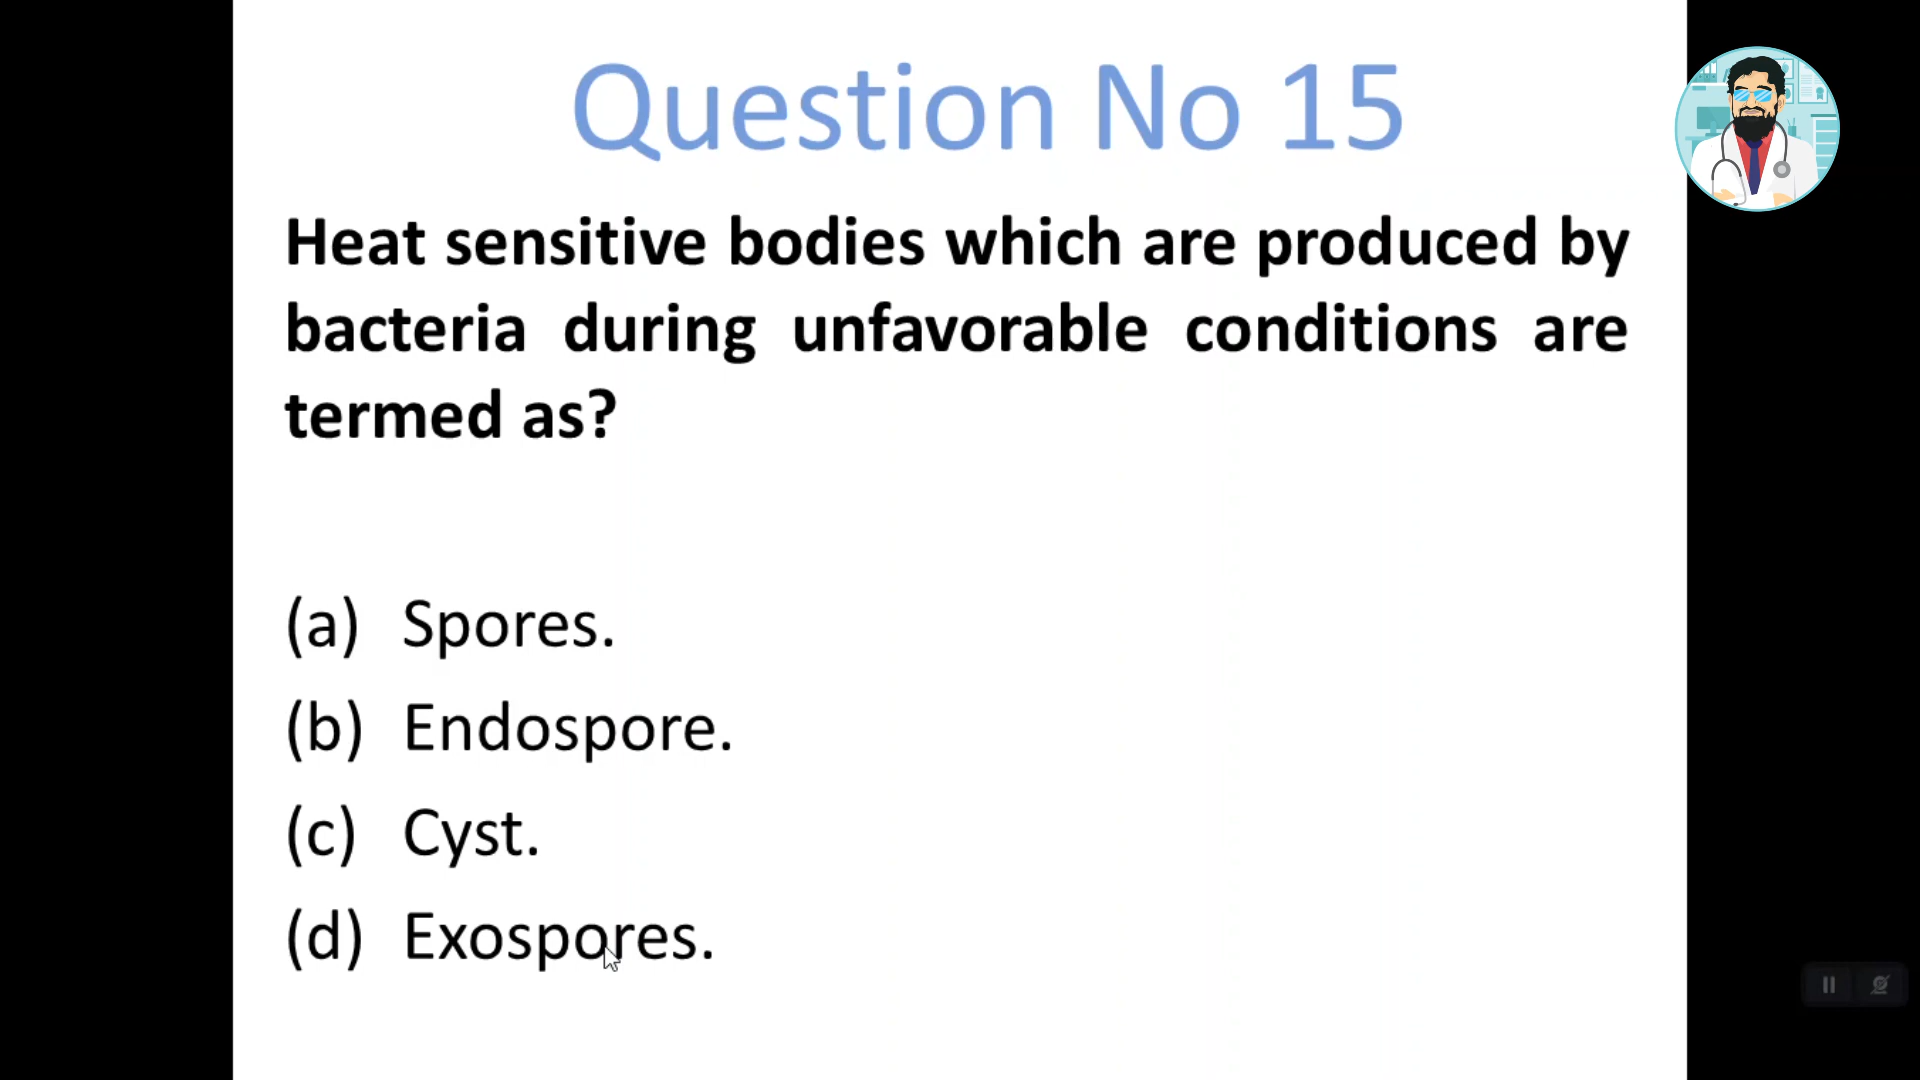 Question No 15
Heat sensitive bodies which are produced by
bacteria during unfavorable conditions are
termed as?
(a) Spores.
(b) Endospore.
(c) Cyst.
(d) Exospores.